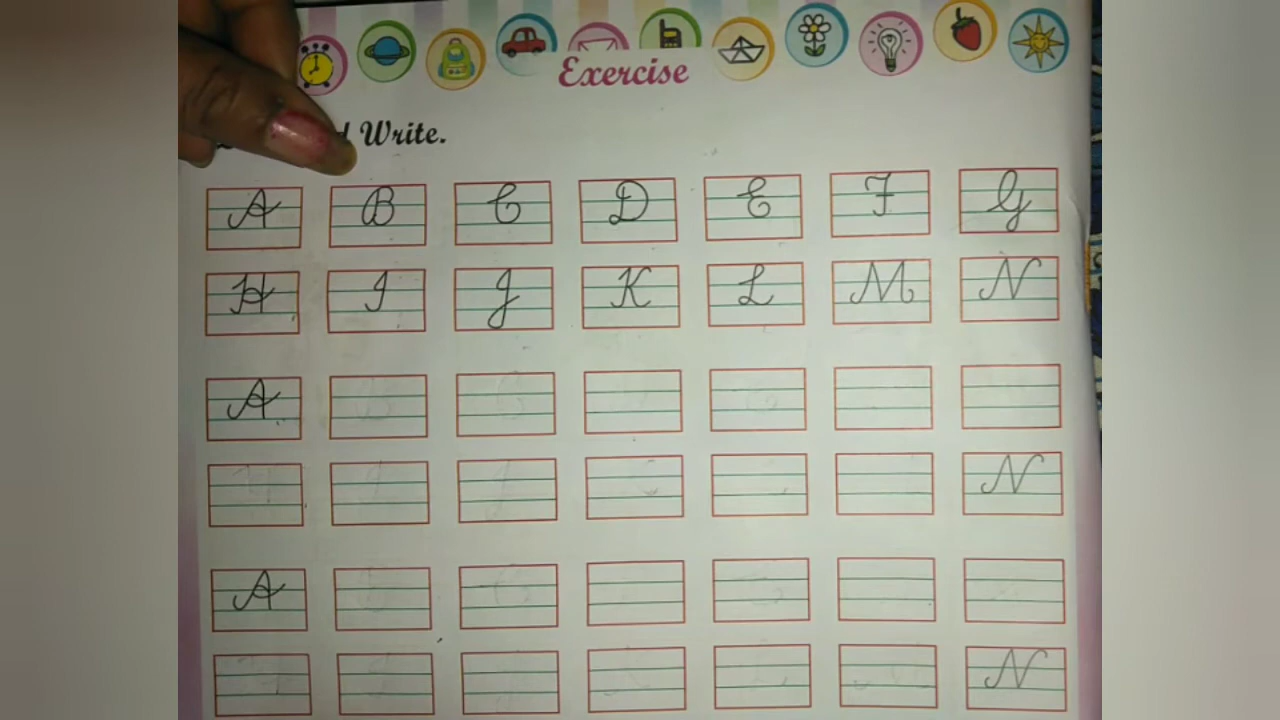 Exercise
Write.
A B C D E F G
H I J K L M N
A
N
A
N